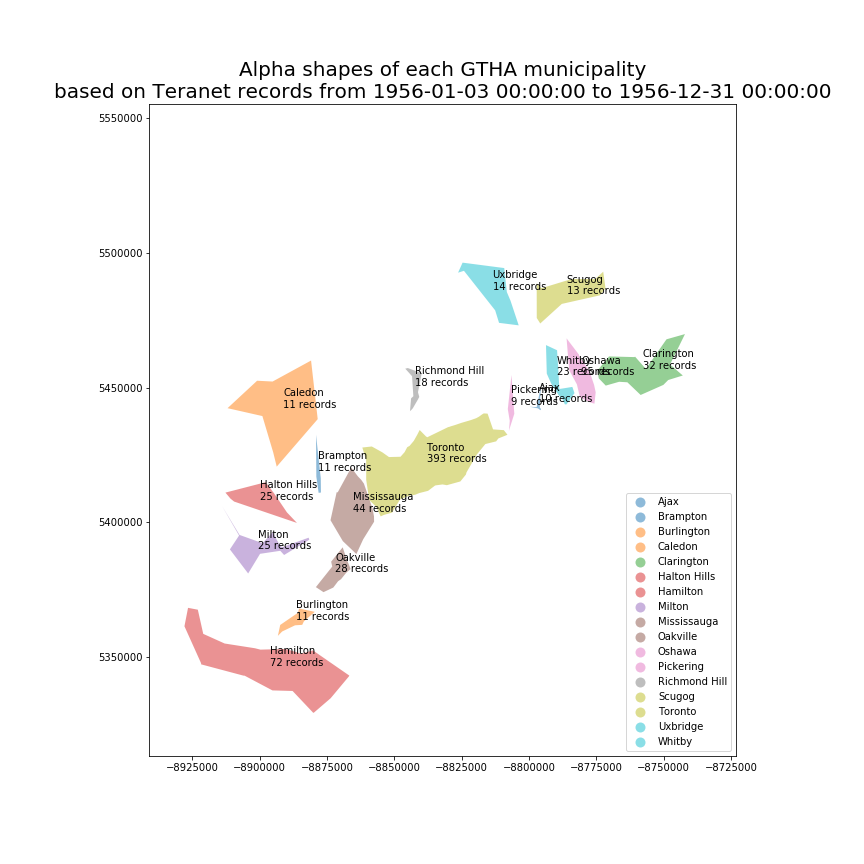 Alpha shapes of each GTHA municipality
based on Teranet records from 1956-01-03 00:00:00 to 1956-12-31 00:00:00
5550000
5500000
5450000
5400000
5350000
Uxbridge
14 records
Scugog
13 records
Clarington
32 records
Whitby
23 records
Oshawa
95 records
Richmond Hill
18 records
Pickering
9 records
Ajax
10 records
Caledon
11 records
Toronto
393 records
Brampton
11 records
Halton Hills
25 records
Mississauga
44 records
Milton
25 records
Oakville
28 records
Burlington
11 records
Hamilton
72 records
Ajax
Brampton
Burlington
Caledon
Clarington
Halton Hills
Hamilton
Milton
Mississauga
Oakville
Oshawa
Pickering
Richmond Hill
Scugog
Toronto
Uxbridge
Whitby
−8925000 −8900000 −8875000 −8850000 −8825000 −8800000 −8775000 −8750000 −8725000